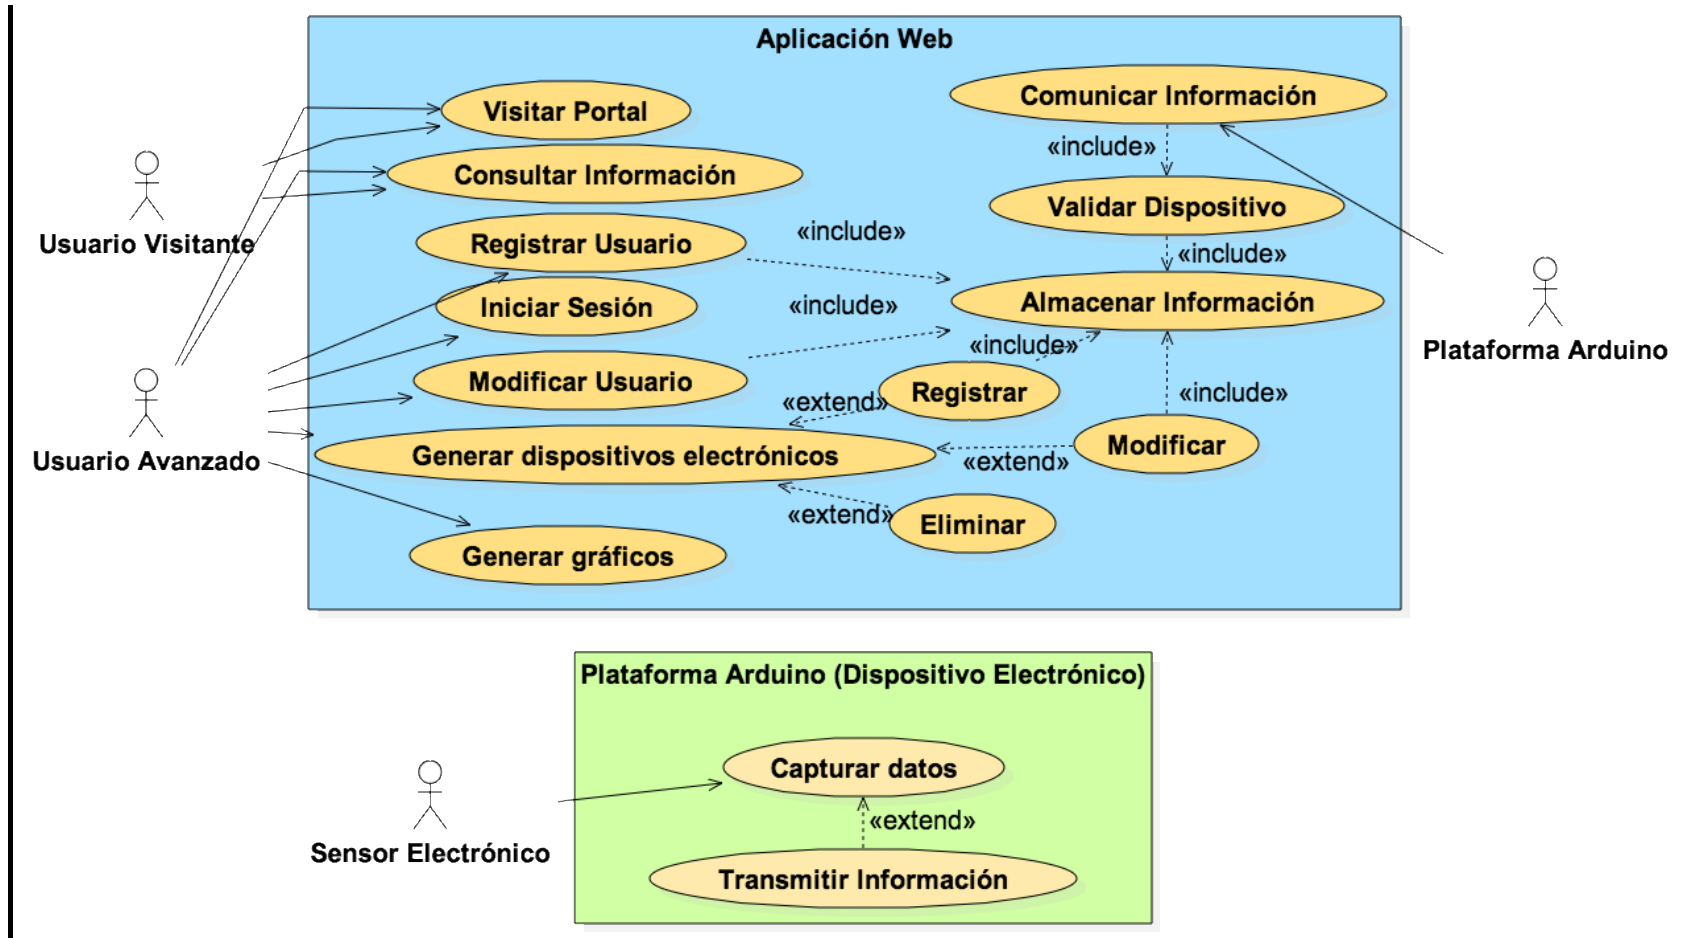 Aplicación Web
Visitar Portal
Comunicar Información
«include»
Consultar Información
Validar Dispositivo
Usuario Visitante
Registrar Usuario
«include»
«include»
Iniciar Sesión
«include»
Almacenar Información
«include»
Plataforma Arduino
Modificar Usuario
Registrar
«include»
«extend»
Usuario Avanzado
Generar dispositivos electrónicos
Modificar
«extend»
«extend»
Eliminar
Generar gráficos
Plataforma Arduino (Dispositivo Electrónico)
Capturar datos
«extend»
Sensor Electrónico
Transmitir Información